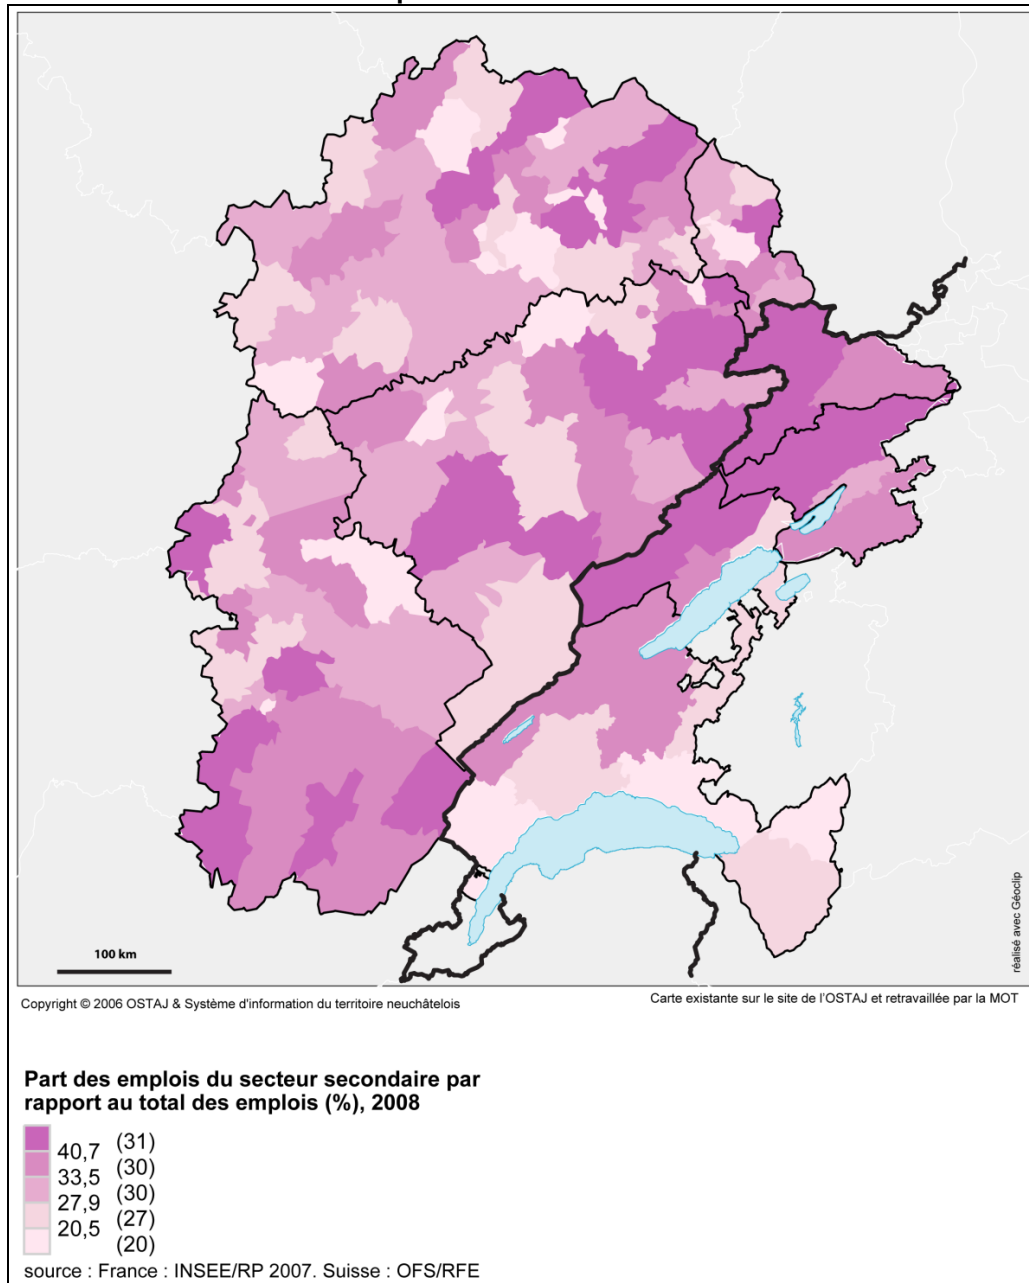 100 km
réalisé avec Géoclip
Copyright © 2006 OSTAJ & Système d'information du territoire neuchâtelois
Carte existante sur le site de l'OSTAJ et retravaillée par la MOT
Part des emplois du secteur secondaire par
rapport au total des emplois (%), 2008
(31)
40,7
(30)
33,5
(30)
27,9
(27)
20,5
(20)
source : France : INSEE/RP 2007. Suisse : OFS/RFE